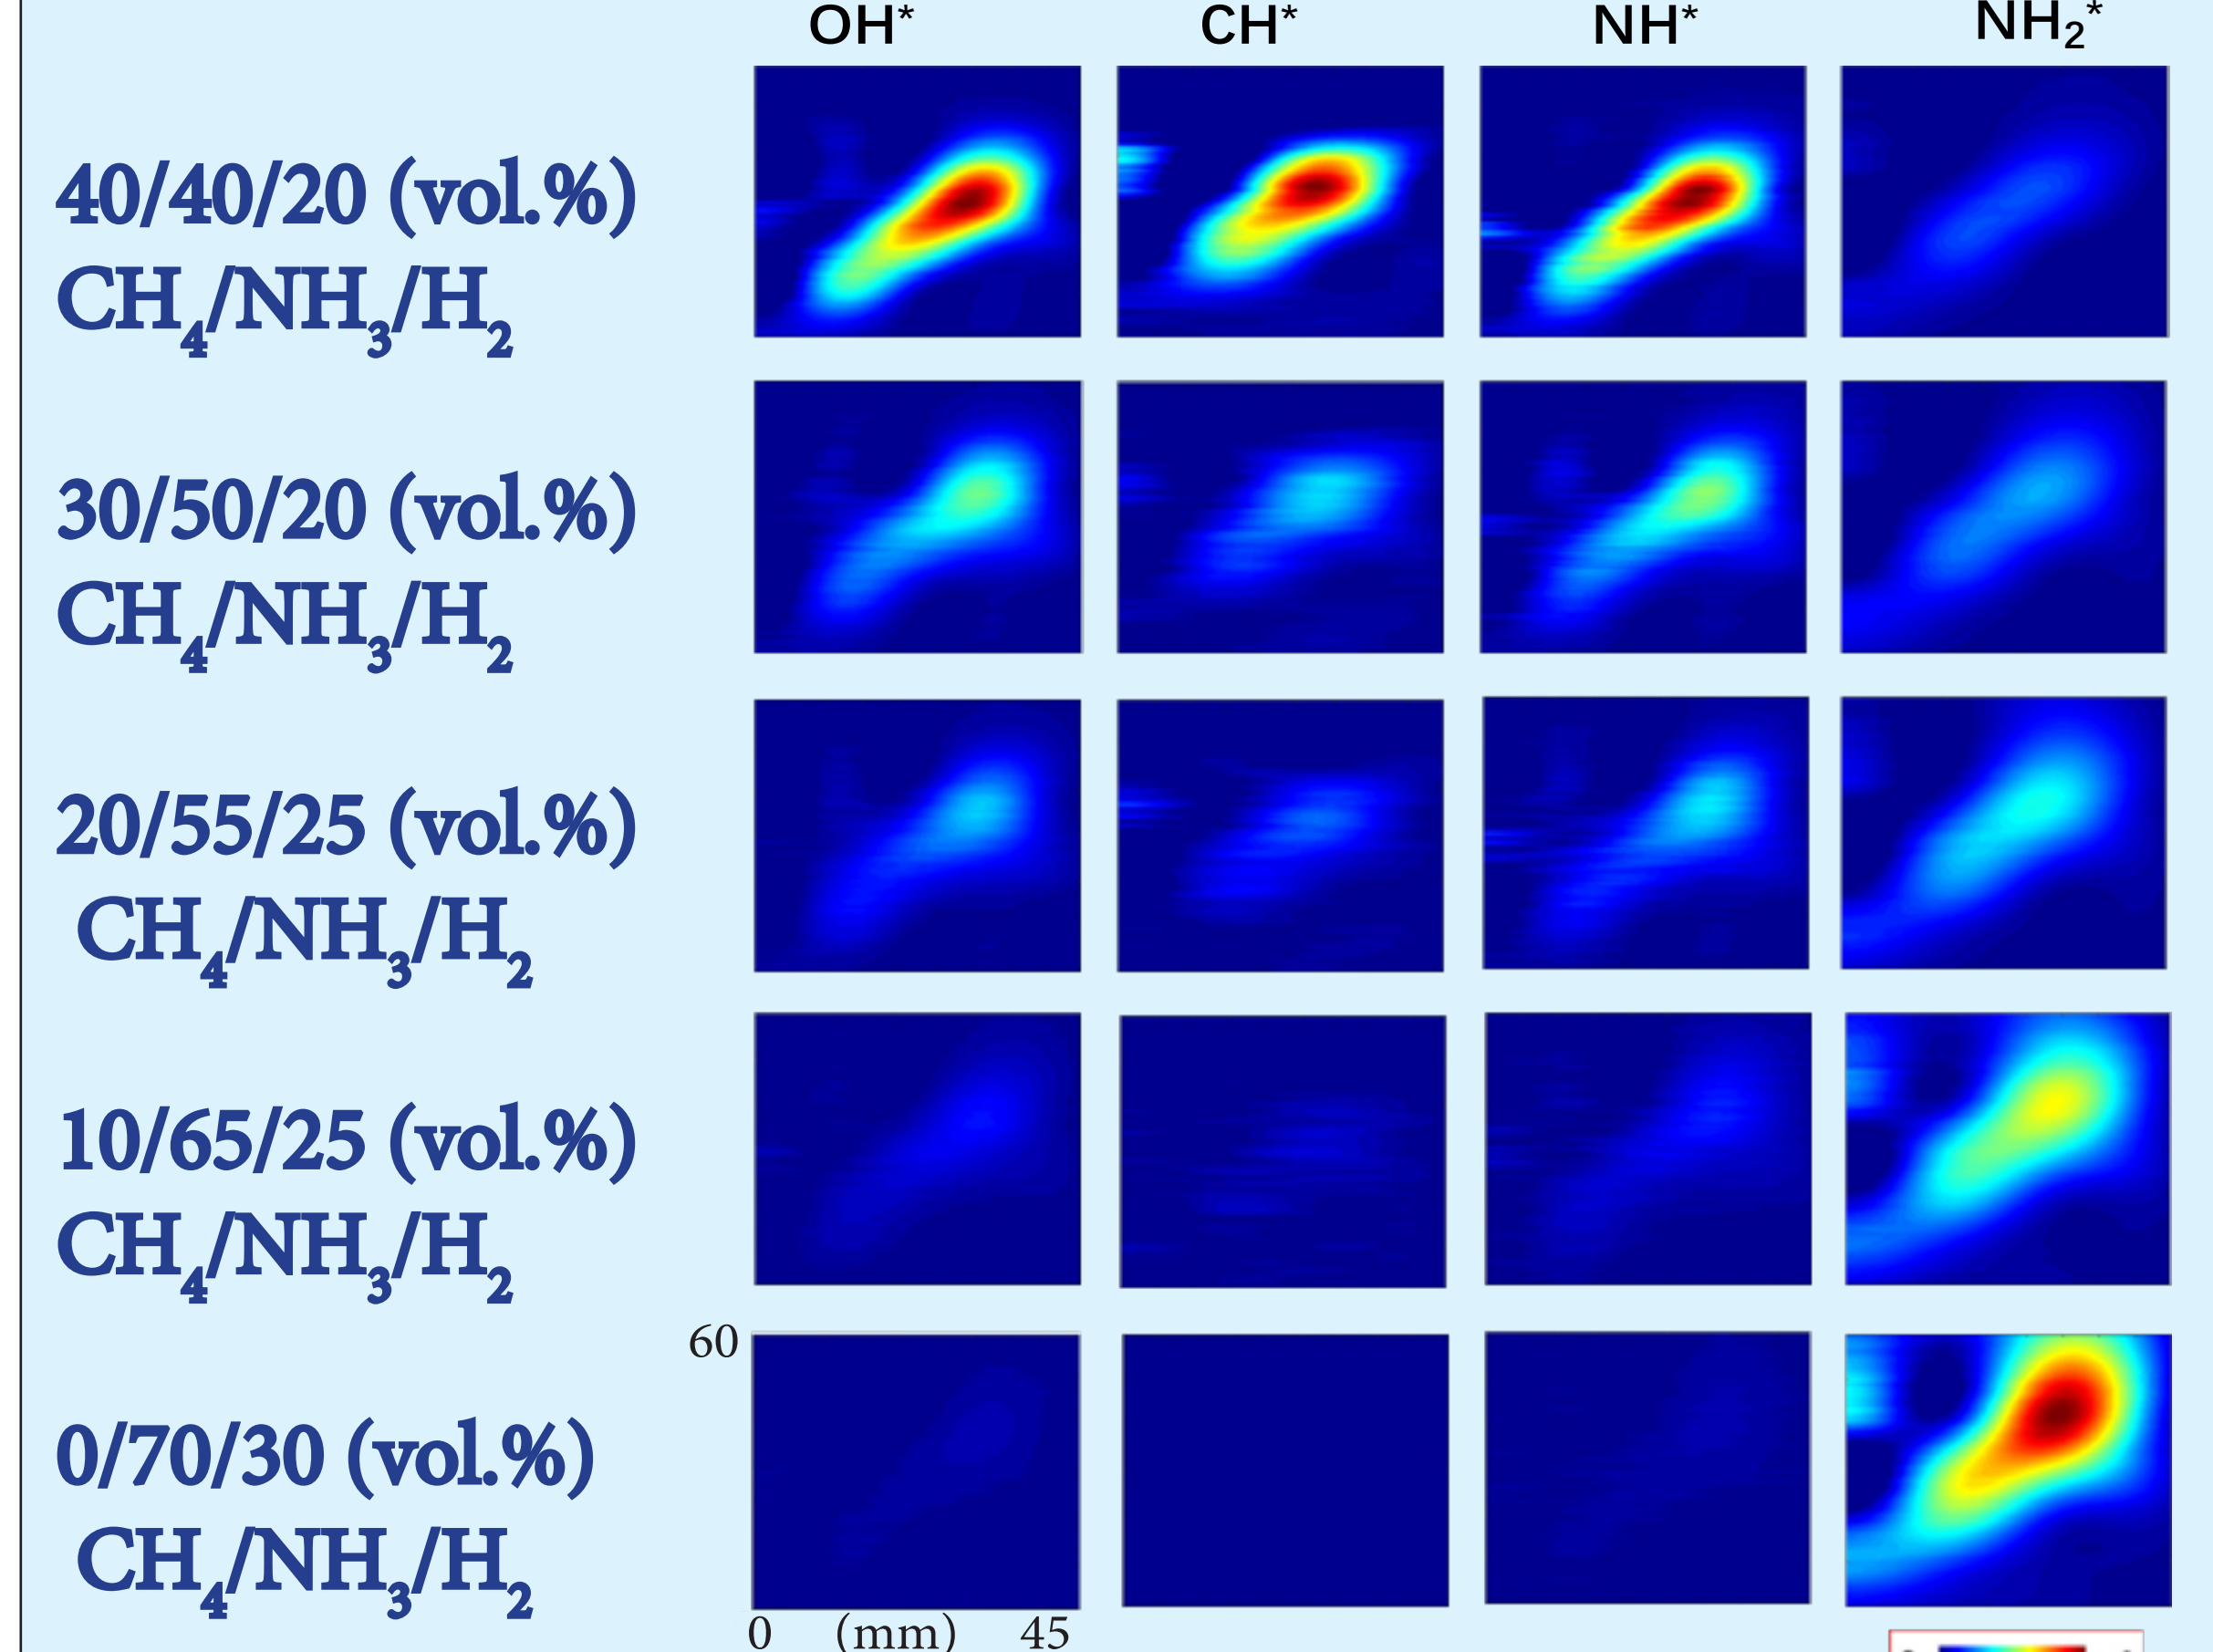 OH* CH* NH* NH₂*
40/40/20 (vol.%)
CH₄/NH₃/H₂
30/50/20 (vol.%)
CH₄/NH₃/H₂
20/55/25 (vol.%)
CH₄/NH₃/H₂
10/65/25 (vol.%)
CH₄/NH₃/H₂
60
0/70/30 (vol.%)
CH₄/NH₃/H₂
0 (mm) 45